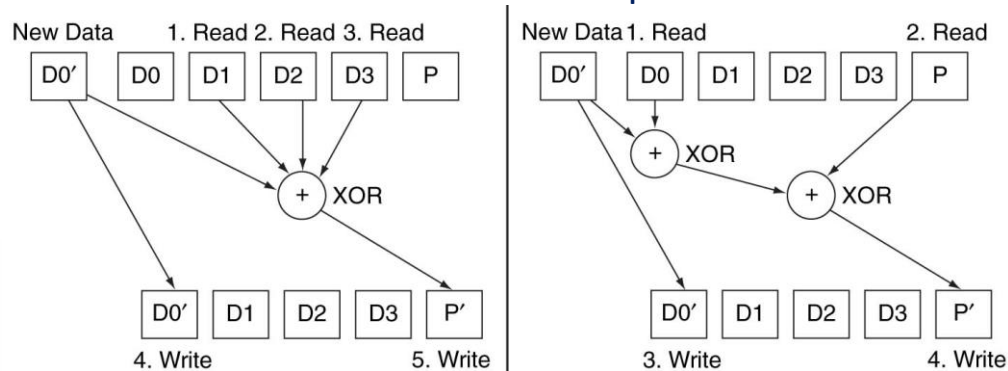 New Data 1. Read 2. Read 3. Read
D0′ D0 D1 D2 D3 P
+ XOR
D0′ D1 D2 D3 P′
4. Write 5. Write
New Data 1. Read 2. Read
D0′ D0 D1 D2 D3 P
+ XOR
+ XOR
D0′ D1 D2 D3 P′
3. Write 4. Write